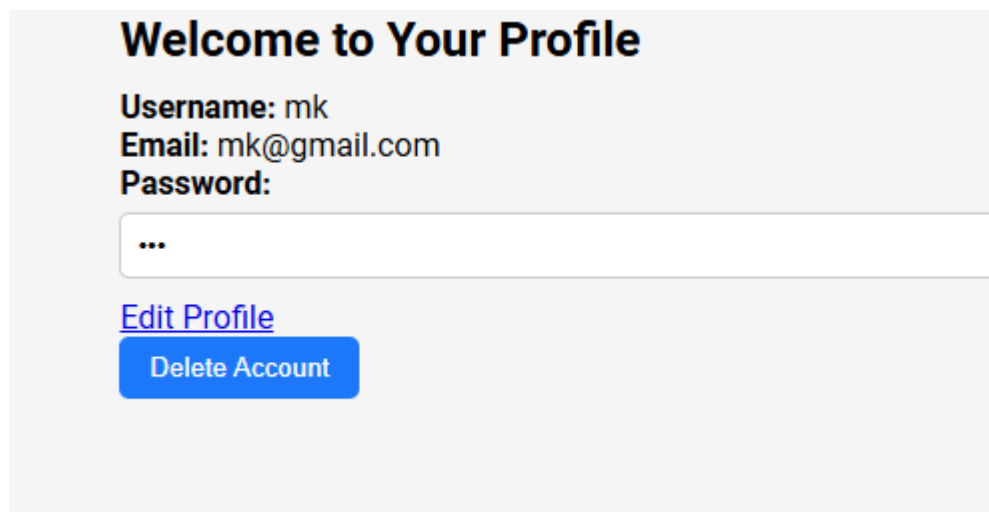 Welcome to Your Profile
Username: mk
Email: mk@gmail.com
Password:
•••
Edit Profile
Delete Account